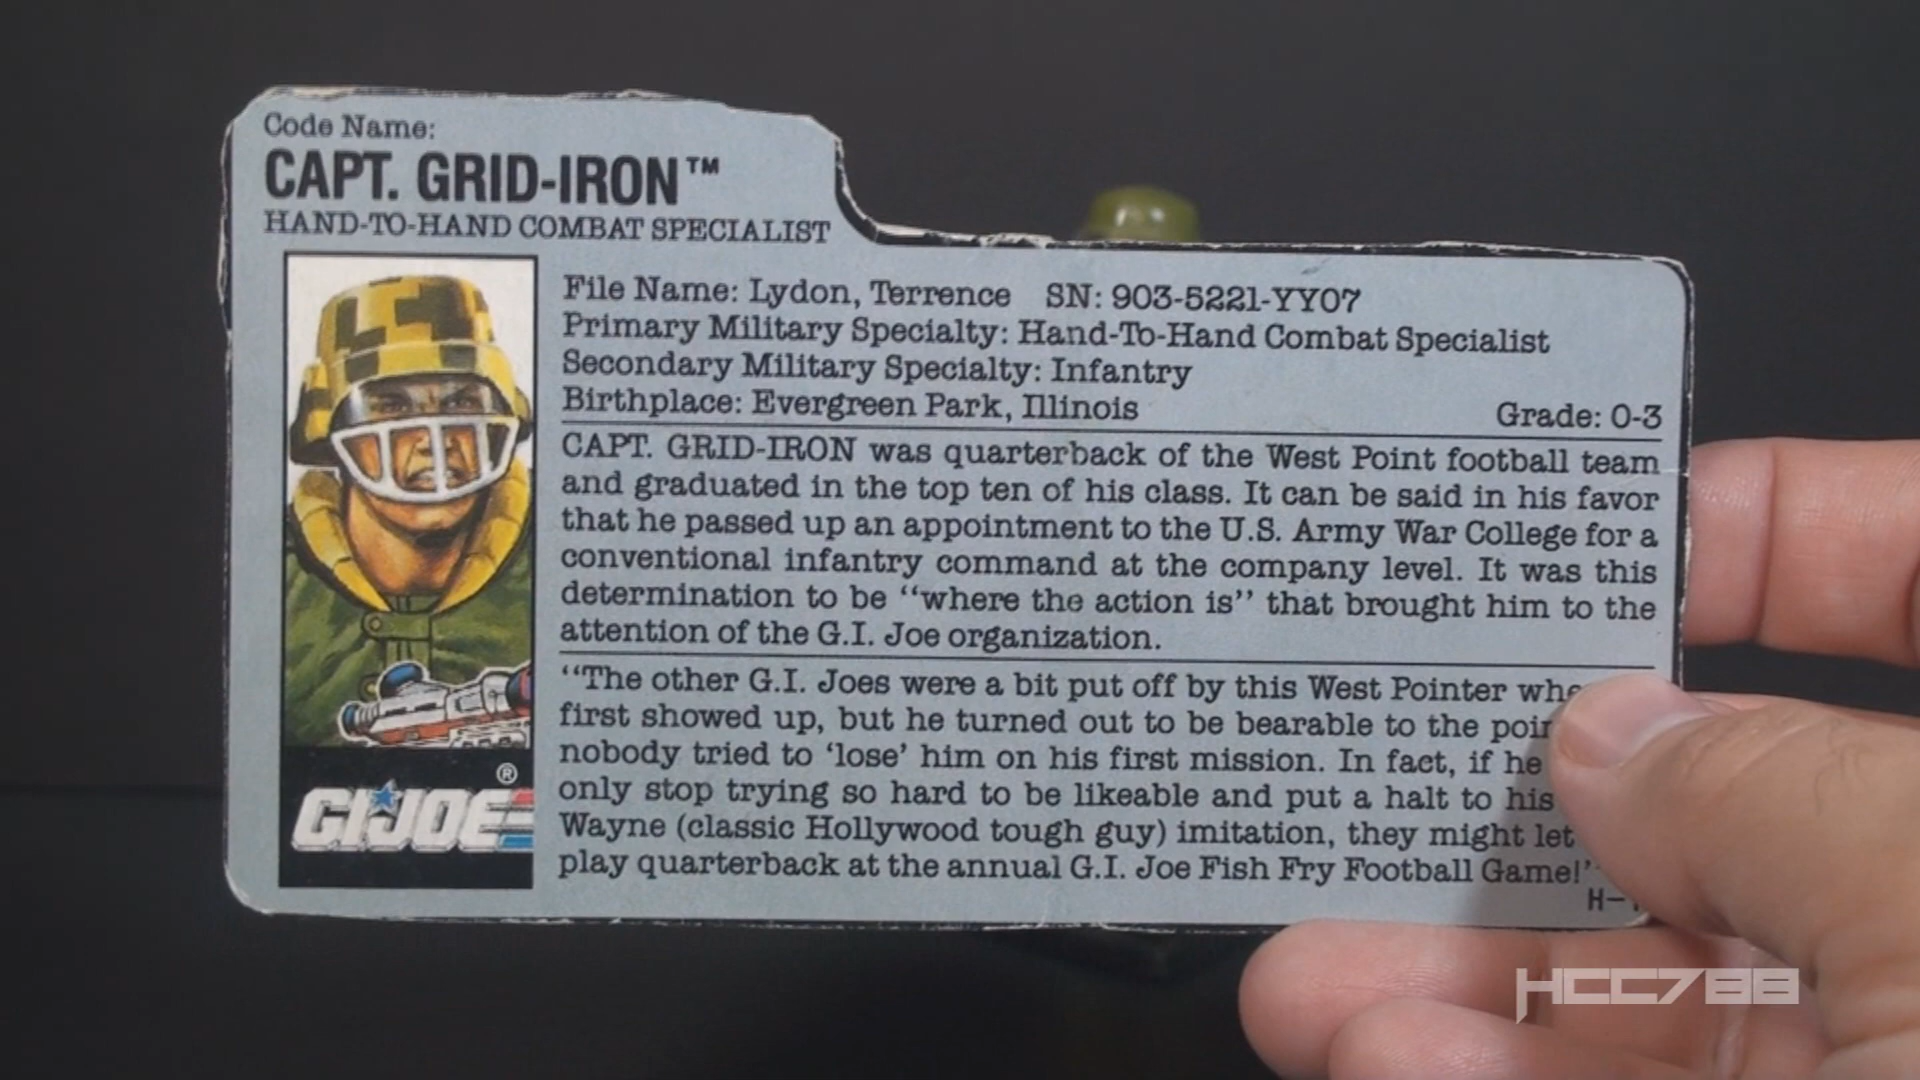 Code Name:
CAPT. GRID-IRON™
HAND-TO-HAND COMBAT SPECIALIST
File Name: Lydon, Terrence SN: 903-5221-YY07
Primary Military Specialty: Hand-To-Hand Combat Specialist
Secondary Military Specialty: Infantry
Birthplace: Evergreen Park, Illinois Grade: O-3
CAPT. GRID-IRON was quarterback of the West Point football team
and graduated in the top ten of his class. It can be said in his favor
that he passed up an appointment to the U.S. Army War College for a
conventional infantry command at the company level. It was this
determination to be “where the action is” that brought him to the
attention of the G.I. Joe organization.
“The other G.I. Joes were a bit put off by this West Pointer
first showed up, but he turned out to be bearable to the
nobody tried to ‘lose’ him on his first mission. In fact, if he
only stop trying so hard to be likeable and put a halt to his
Wayne (classic Hollywood tough guy) imitation, they might let
play quarterback at the annual G.I. Joe Fish Fry Football Game!”
®
G.I. JOE
HCC788